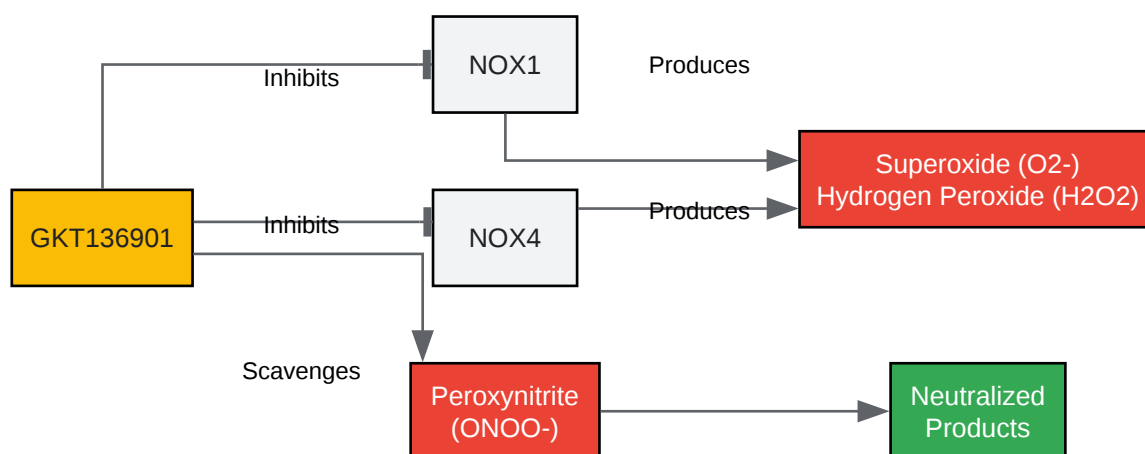 NOX1
Produces
Inhibits
Superoxide (O2-)
Hydrogen Peroxide (H2O2)
GKT136901
Inhibits
NOX4
Produces
Scavenges
Peroxynitrite
(ONOO-)
Neutralized
Products